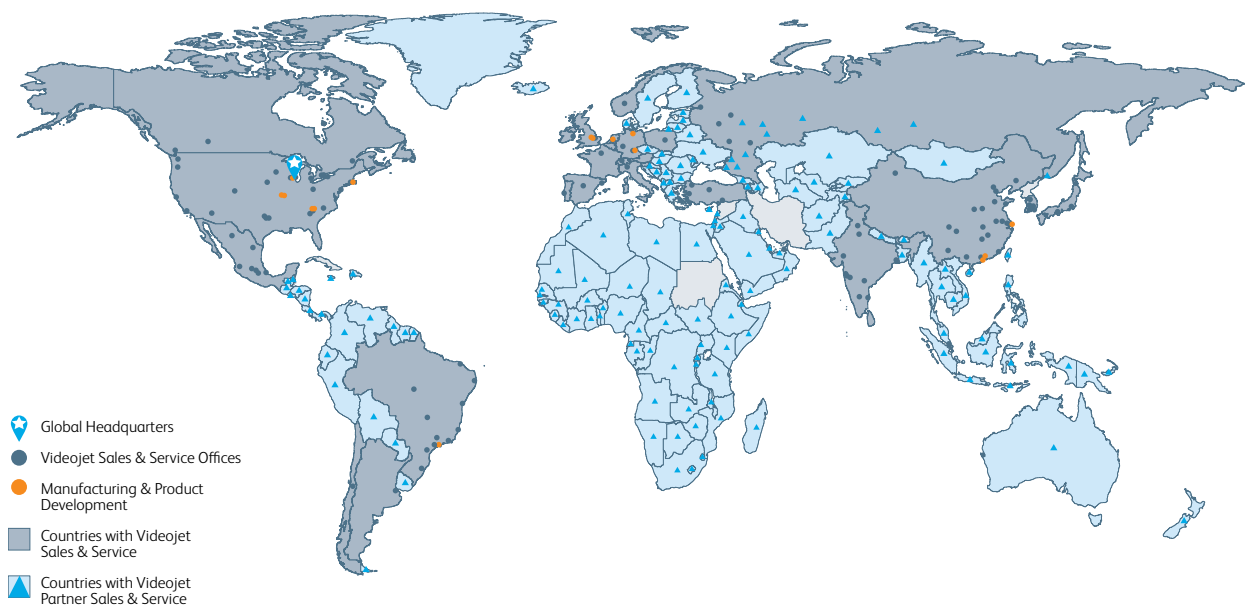 Global Headquarters
Videojet Sales & Service Offices
Manufacturing & Product
Development
Countries with Videojet
Sales & Service
Countries with Videojet
Partner Sales & Service